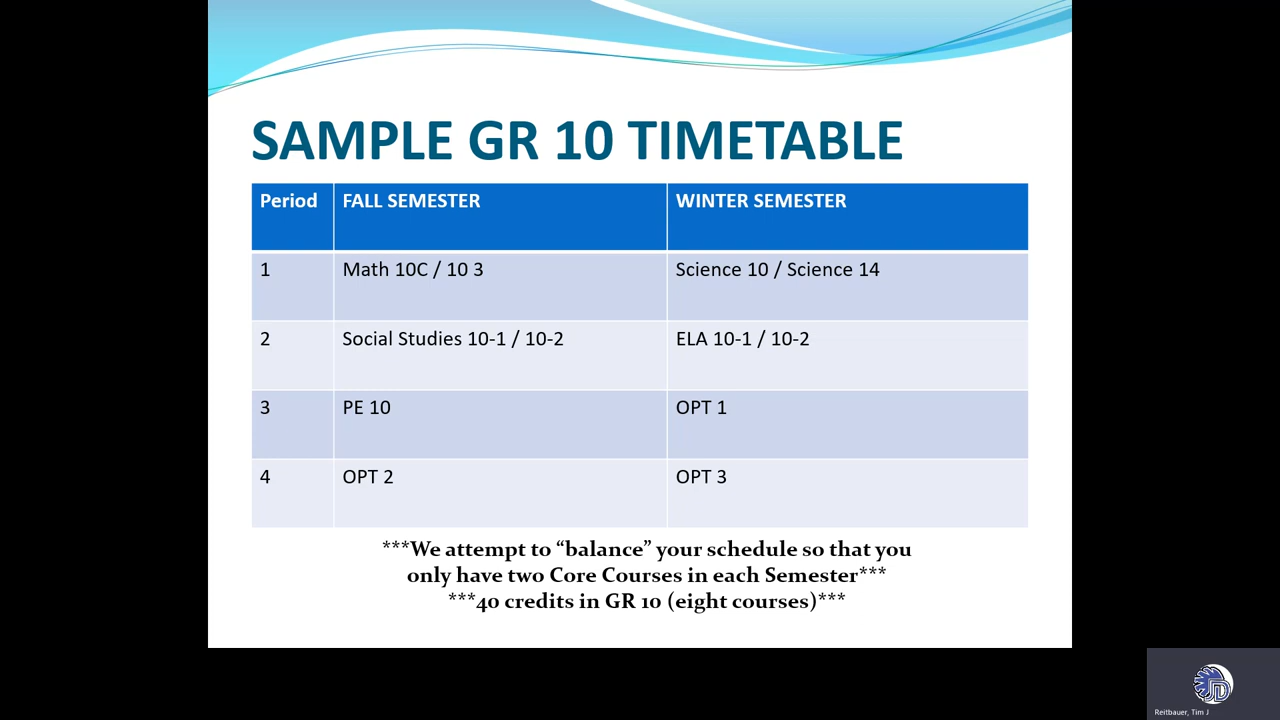 SAMPLE GR 10 TIMETABLE
Period FALL SEMESTER WINTER SEMESTER
1 Math 10C / 10 3 Science 10 / Science 14
2 Social Studies 10-1 / 10-2 ELA 10-1 / 10-2
3 PE 10 OPT 1
4 OPT 2 OPT 3
***We attempt to “balance” your schedule so that you
only have two Core Courses in each Semester***
***40 credits in GR 10 (eight courses)***
Reitbauer, Tim J